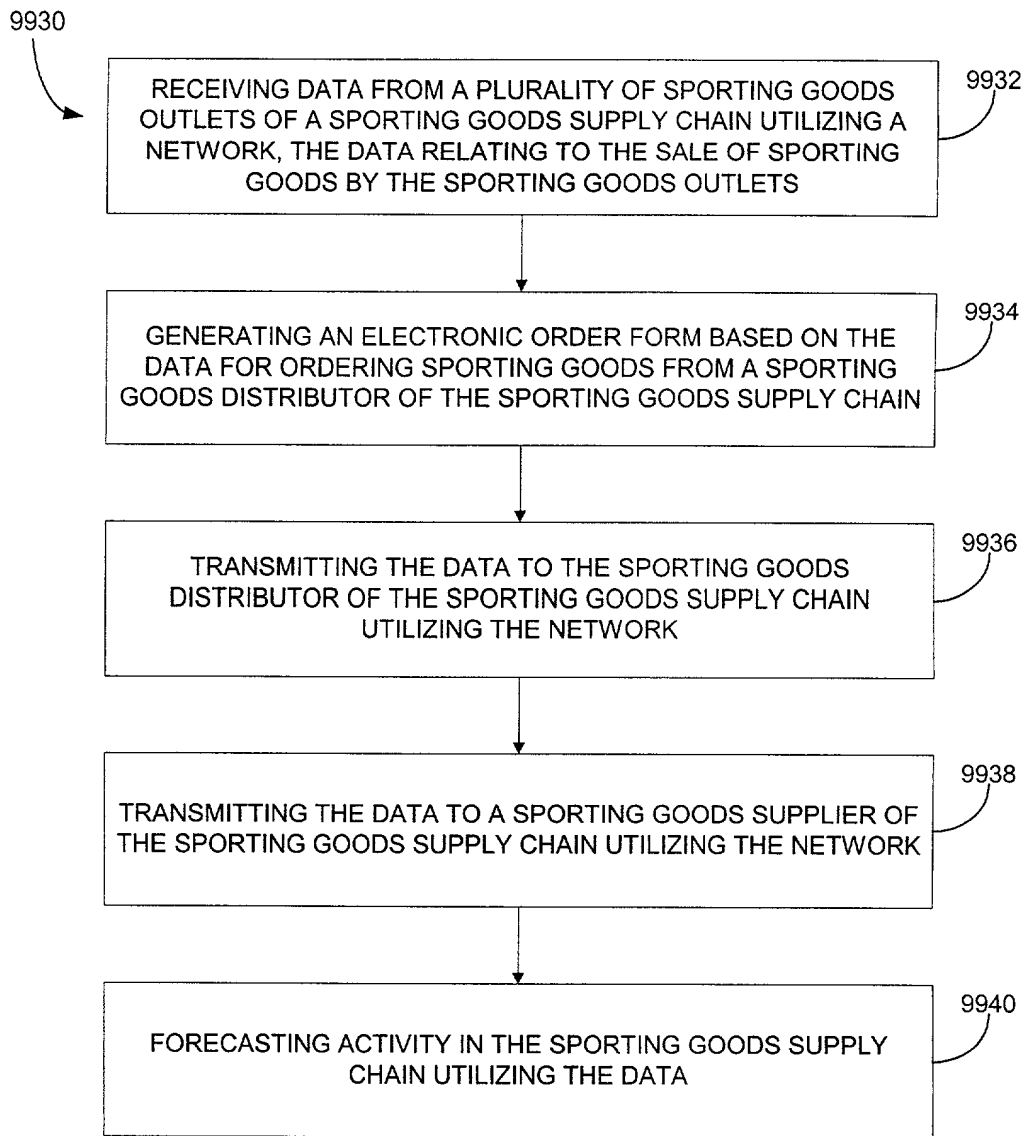 9930
RECEIVING DATA FROM A PLURALITY OF SPORTING GOODS
OUTLETS OF A SPORTING GOODS SUPPLY CHAIN UTILIZING A
NETWORK, THE DATA RELATING TO THE SALE OF SPORTING
GOODS BY THE SPORTING GOODS OUTLETS
9932
GENERATING AN ELECTRONIC ORDER FORM BASED ON THE
DATA FOR ORDERING SPORTING GOODS FROM A SPORTING
GOODS DISTRIBUTOR OF THE SPORTING GOODS SUPPLY CHAIN
9934
TRANSMITTING THE DATA TO THE SPORTING GOODS
DISTRIBUTOR OF THE SPORTING GOODS SUPPLY CHAIN
UTILIZING THE NETWORK
9936
TRANSMITTING THE DATA TO A SPORTING GOODS SUPPLIER OF
THE SPORTING GOODS SUPPLY CHAIN UTILIZING THE NETWORK
9938
FORECASTING ACTIVITY IN THE SPORTING GOODS SUPPLY
CHAIN UTILIZING THE DATA
9940